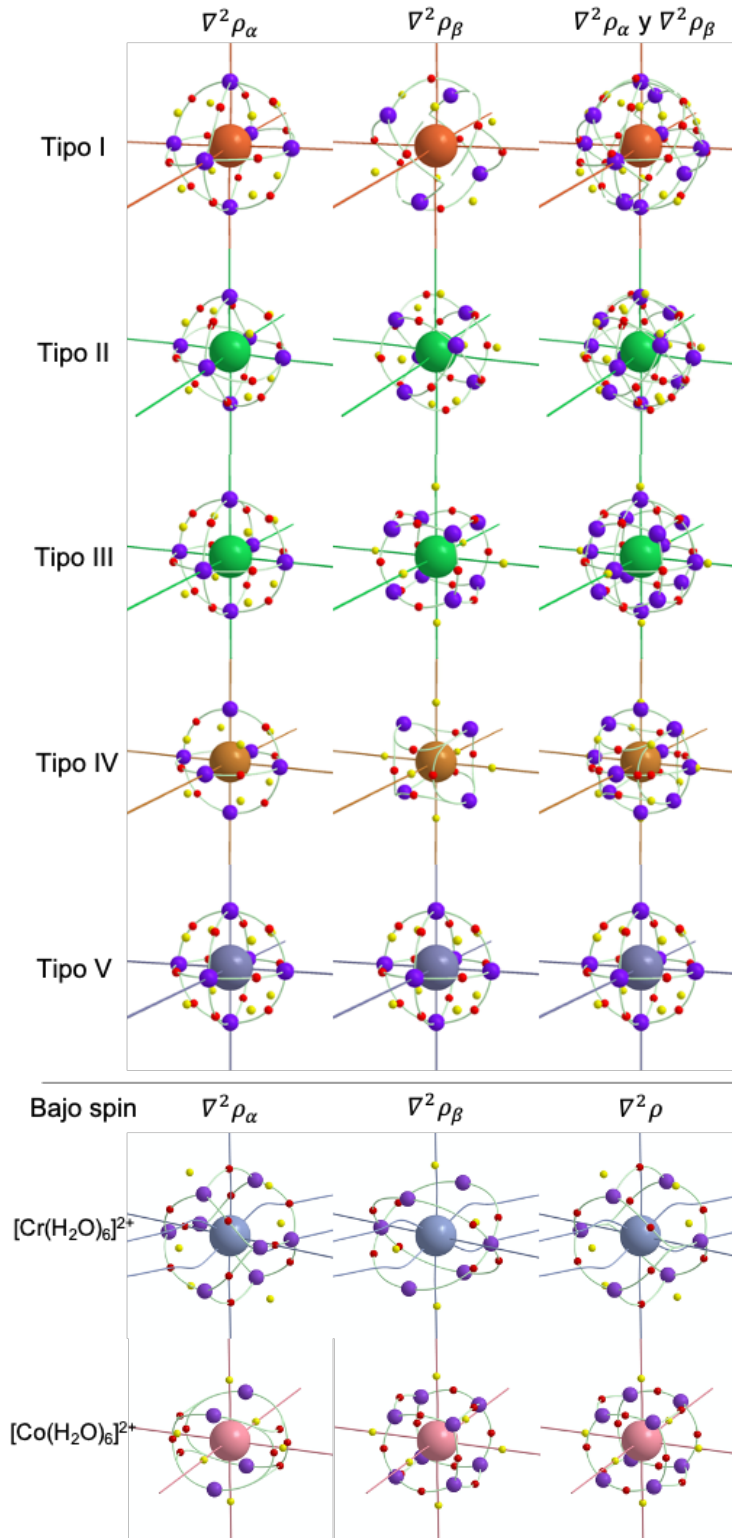 ∇²ρα ∇²ρβ ∇²ρα y ∇²ρβ
Tipo I
Tipo II
Tipo III
Tipo IV
Tipo V
Bajo spin ∇²ρα ∇²ρβ ∇²ρ
[Cr(H₂O)₆]²⁺
[Co(H₂O)₆]²⁺